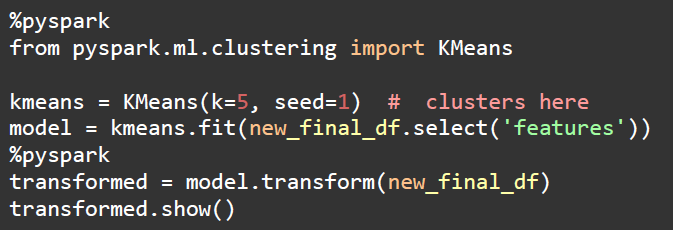 %pyspark
from pyspark.ml.clustering import KMeans
kmeans = KMeans(k=5, seed=1)  #  clusters here
model = kmeans.fit(new_final_df.select('features'))
%pyspark
transformed = model.transform(new_final_df)
transformed.show()